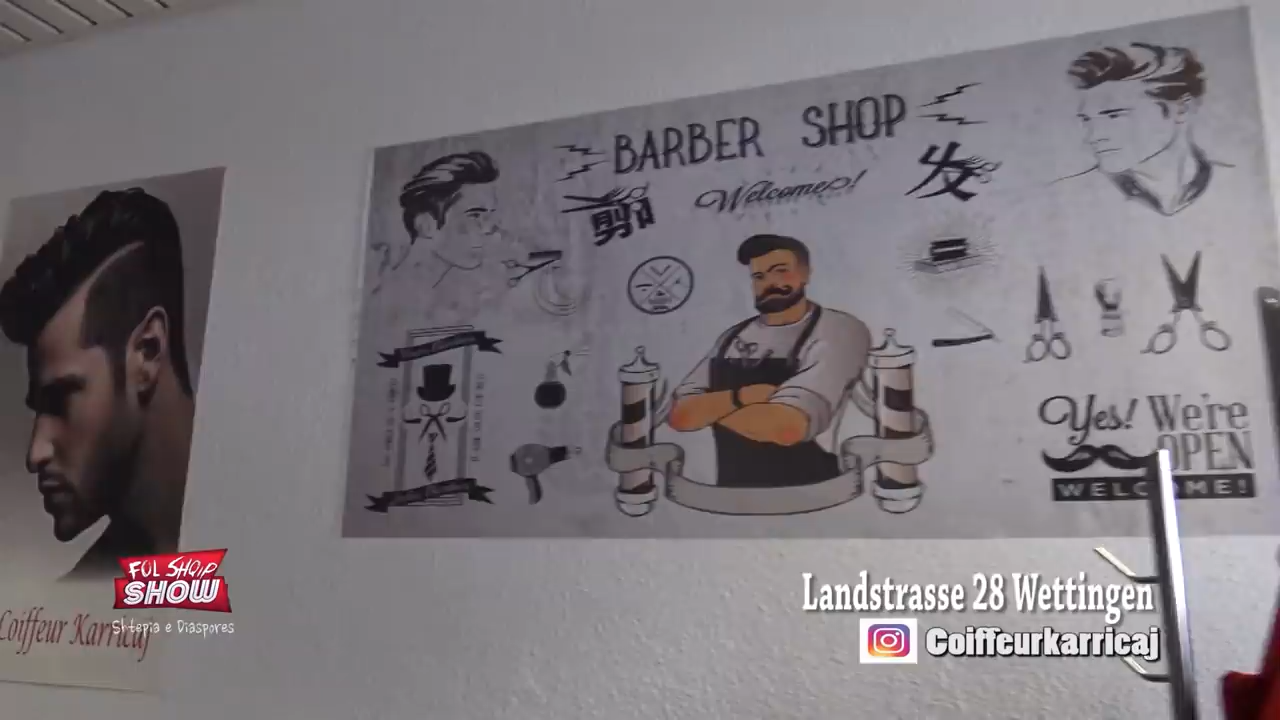 BARBER SHOP
Welcome!
剪
发
Yes! We're
OPEN
WELCOME!
FOL SHQIP
SHOW
Shtepia e Diaspores
Coiffeur Karricaj
Landstrasse 28 Wettingen
Coiffeurkarricaj